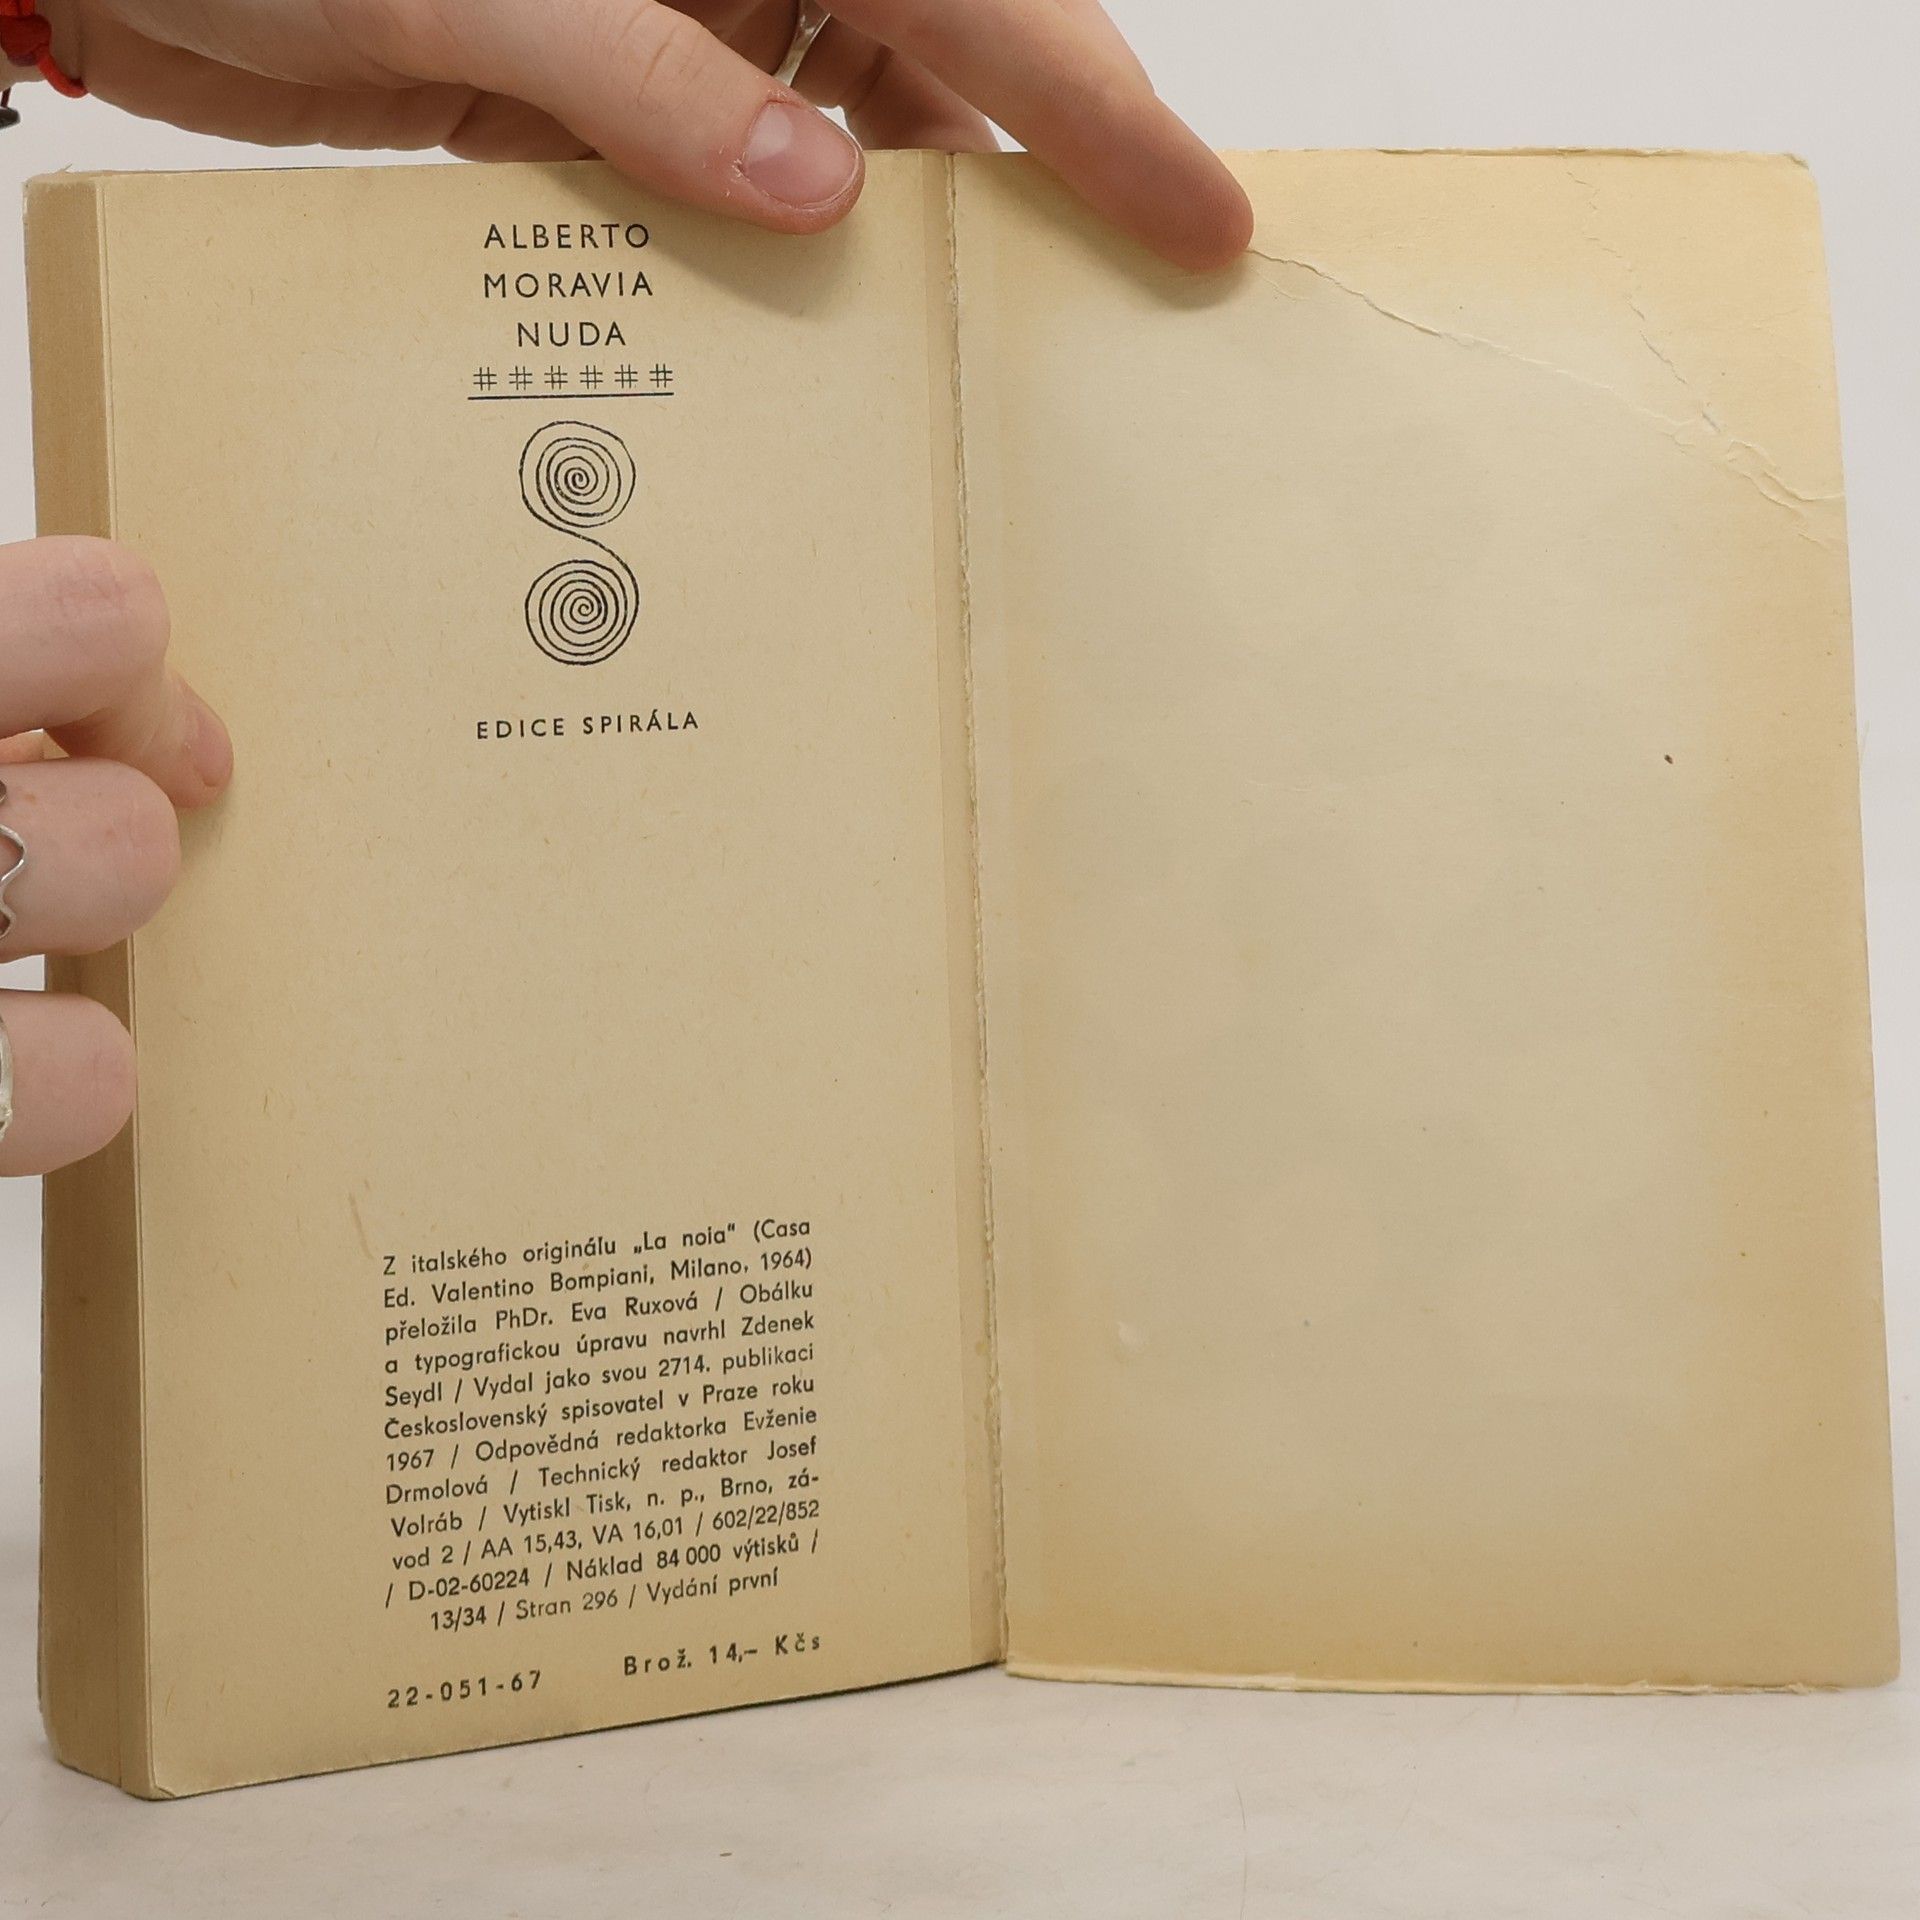 ALBERTO
MORAVIA
NUDA
# # # # # #
EDICE SPIRÁLA
Z italského originálu „La noia“ (Casa
Ed. Valentino Bompiani, Milano, 1964)
přeložila PhDr. Eva Ruxová / Obálku
a typografickou úpravu navrhl Zdenek
Seydl / Vydal jako svou 2714. publikaci
Československý spisovatel v Praze roku
1967 / Odpovědná redaktorka Evženie
Drmolová / Technický redaktor Josef
Volráb / Vytiskl Tisk, n. p., Brno, zá-
vod 2 / AA 15,43, VA 16,01 / 602/22/852
/ D-02-60224 / Náklad 84 000 výtisků /
13/34 / Stran 296 / Vydání první
22-051-67 Brož. 14,– Kčs